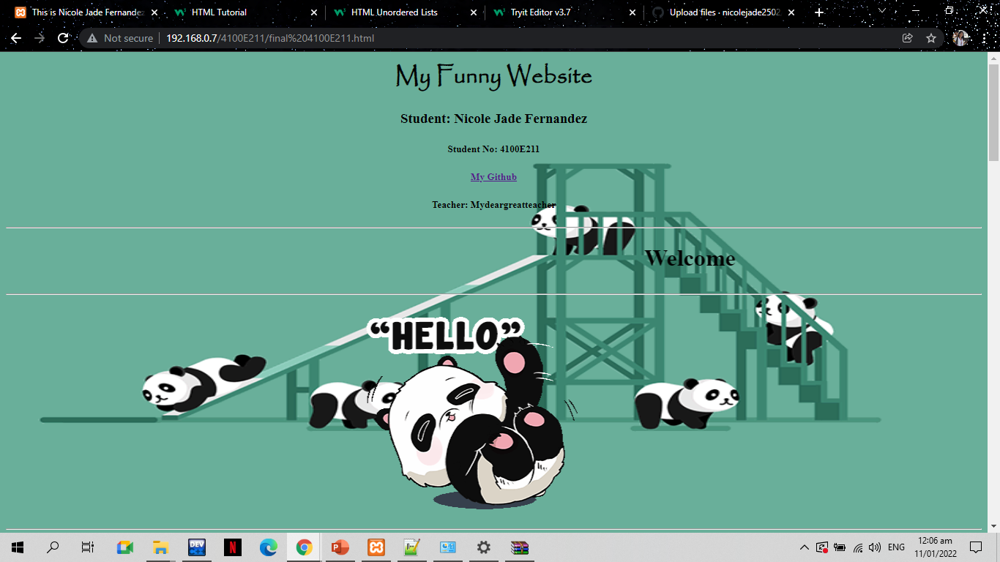 This is Nicole Jade Fernande
HTML Tutorial
HTML Unordered Lists
Tryit Editor v3.7
Upload files · nicolejade2502
Not secure
192.168.0.7/4100E211/final%204100E211.html
My Funny Website
Student: Nicole Jade Fernandez
Student No: 4100E211
My Github
Teacher: Mydeargreatteacher
Welcome
“HELLO”
DEV
N
P
ENG
12:06 am
11/01/2022